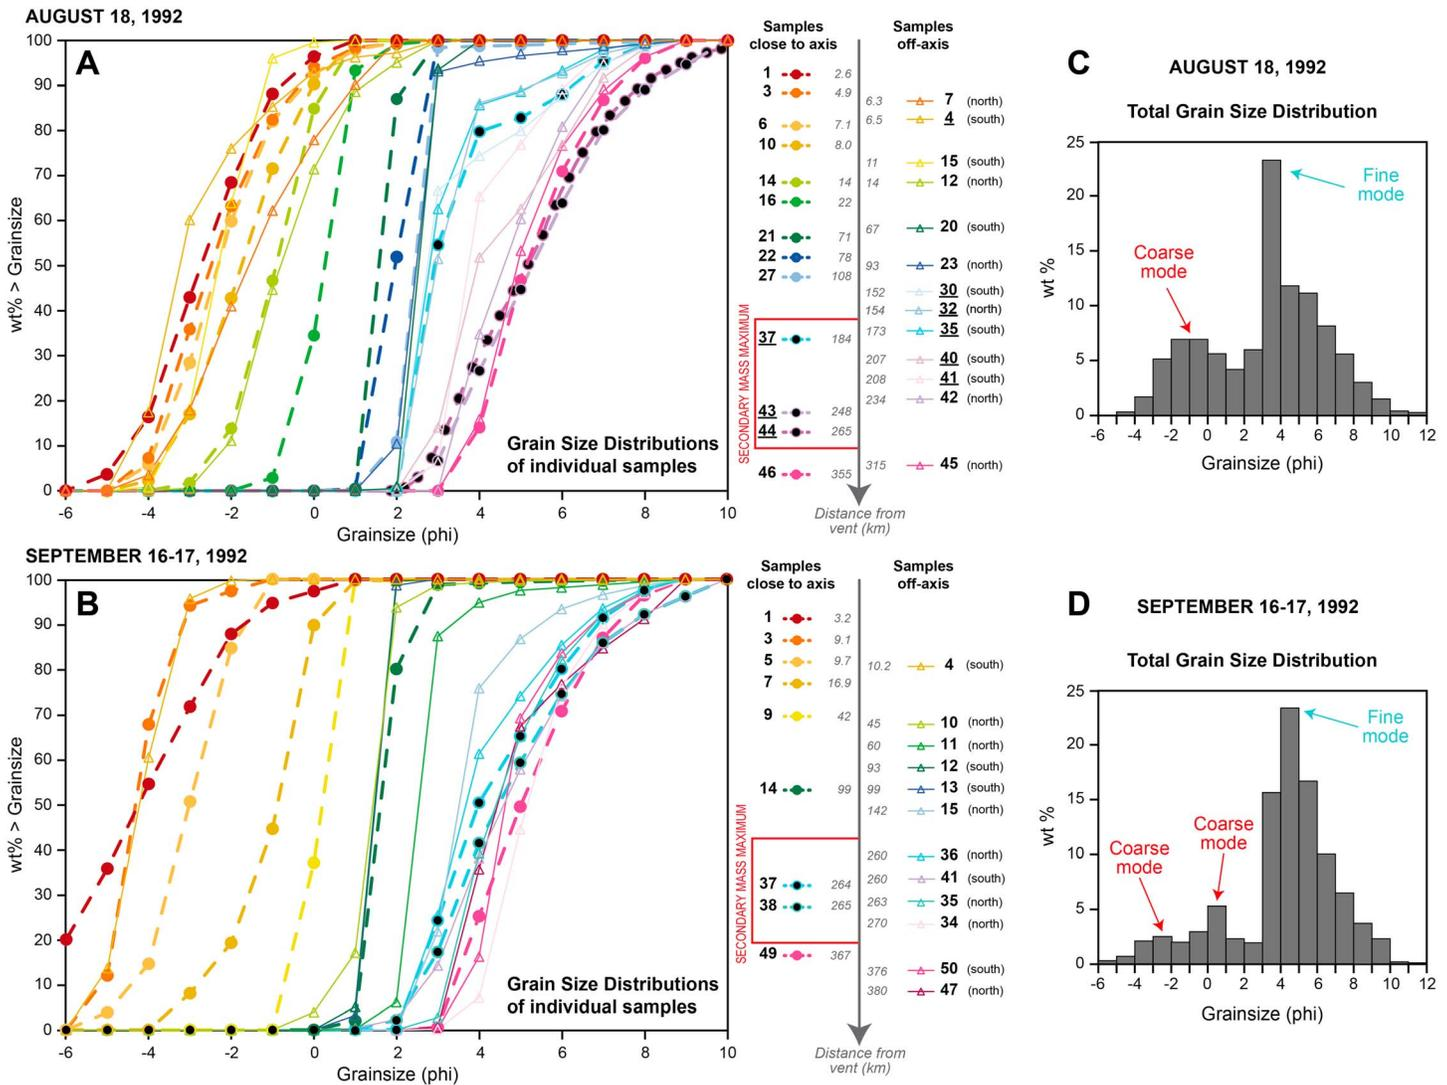 AUGUST 18, 1992
A
wt% > Grainsize
100
90
80
70
60
50
40
30
20
10
0
-6 -4 -2 0 2 4 6 8 10
Grainsize (phi)
Grain Size Distributions
of individual samples
Samples
close to axis
Samples
off-axis
1 2.6
3 4.9
6.3 7 (north)
6.5 4 (south)
6 7.1
10 8.0
11 15 (south)
14 14
14 12 (north)
16 22
67 20 (south)
21 71
22 78
93 23 (north)
27 108
152 30 (south)
154 32 (north)
173 35 (south)
SECONDARY MASS MAXIMUM
37 184
207 40 (south)
208 41 (south)
234 42 (north)
43 248
44 265
315 45 (north)
46 355
Distance from
vent (km)
C
AUGUST 18, 1992
Total Grain Size Distribution
wt %
25
20
15
10
5
0
Coarse
mode
Fine
mode
-6 -4 -2 0 2 4 6 8 10 12
Grainsize (phi)
SEPTEMBER 16-17, 1992
B
wt% > Grainsize
100
90
80
70
60
50
40
30
20
10
0
-6 -4 -2 0 2 4 6 8 10
Grainsize (phi)
Grain Size Distributions
of individual samples
Samples
close to axis
Samples
off-axis
1 3.2
3 9.1
5 9.7
10.2 4 (south)
7 16.9
9 42
45 10 (north)
60 11 (north)
93 12 (south)
14 99
99 13 (south)
142 15 (north)
SECONDARY MASS MAXIMUM
260 36 (north)
260 41 (south)
37 264
263 35 (north)
38 265
270 34 (north)
49 367
376 50 (south)
380 47 (north)
Distance from
vent (km)
D
SEPTEMBER 16-17, 1992
Total Grain Size Distribution
wt %
25
20
15
10
5
0
Coarse
mode
Coarse
mode
Fine
mode
-6 -4 -2 0 2 4 6 8 10 12
Grainsize (phi)